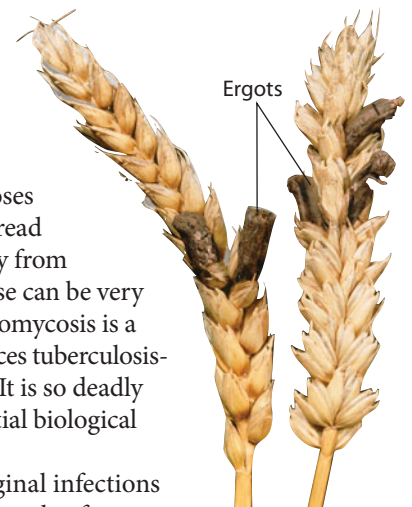 Ergots
oses
read
y from
se can be very
omycosis is a
ces tuberculosis-
It is so deadly
tial biological
ginal infections